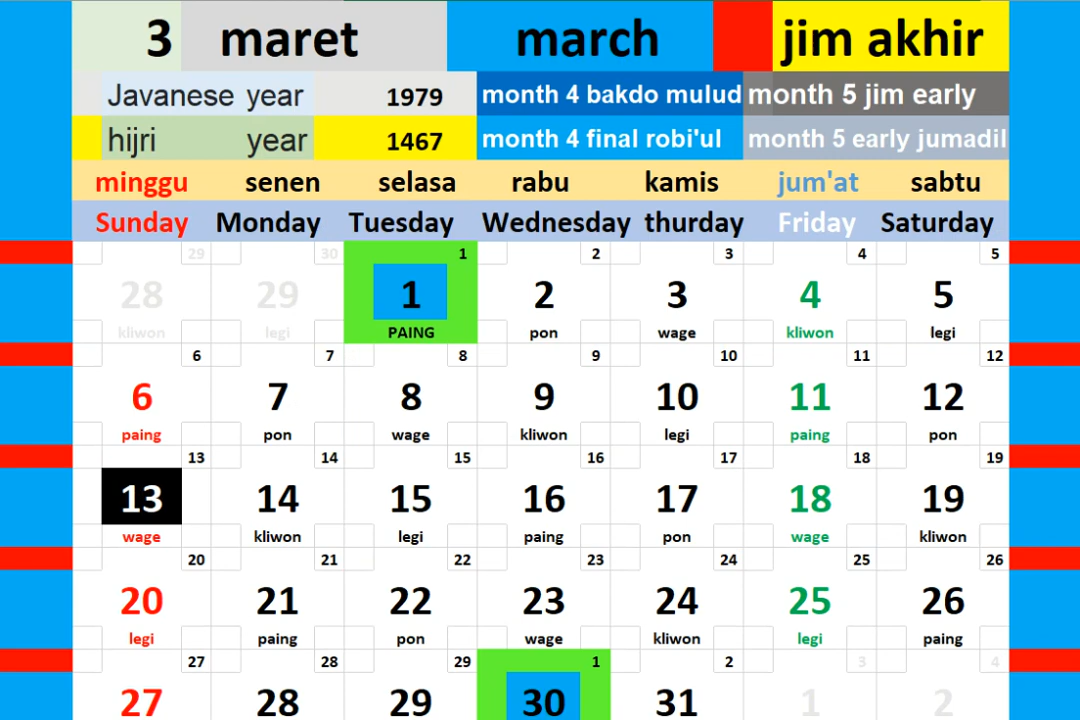 3 maret march jim akhir
Javanese year 1979 month 4 bakdo mulud month 5 jim early
hijri year 1467 month 4 final robi'ul month 5 early jumadil
minggu senen selasa rabu kamis jum'at sabtu
Sunday Monday Tuesday Wednesday thurday Friday Saturday
29 30 1 2 3 4 5
28 29 1 2 3 4 5
kliwon legi PAING pon wage kliwon legi
6 7 8 9 10 11 12
6 7 8 9 10 11 12
paing pon wage kliwon legi paing pon
13 14 15 16 17 18 19
13 14 15 16 17 18 19
wage kliwon legi paing pon wage kliwon
20 21 22 23 24 25 26
20 21 22 23 24 25 26
legi paing pon wage kliwon legi paing
27 28 29 1 2 3 4
27 28 29 30 31 1 2